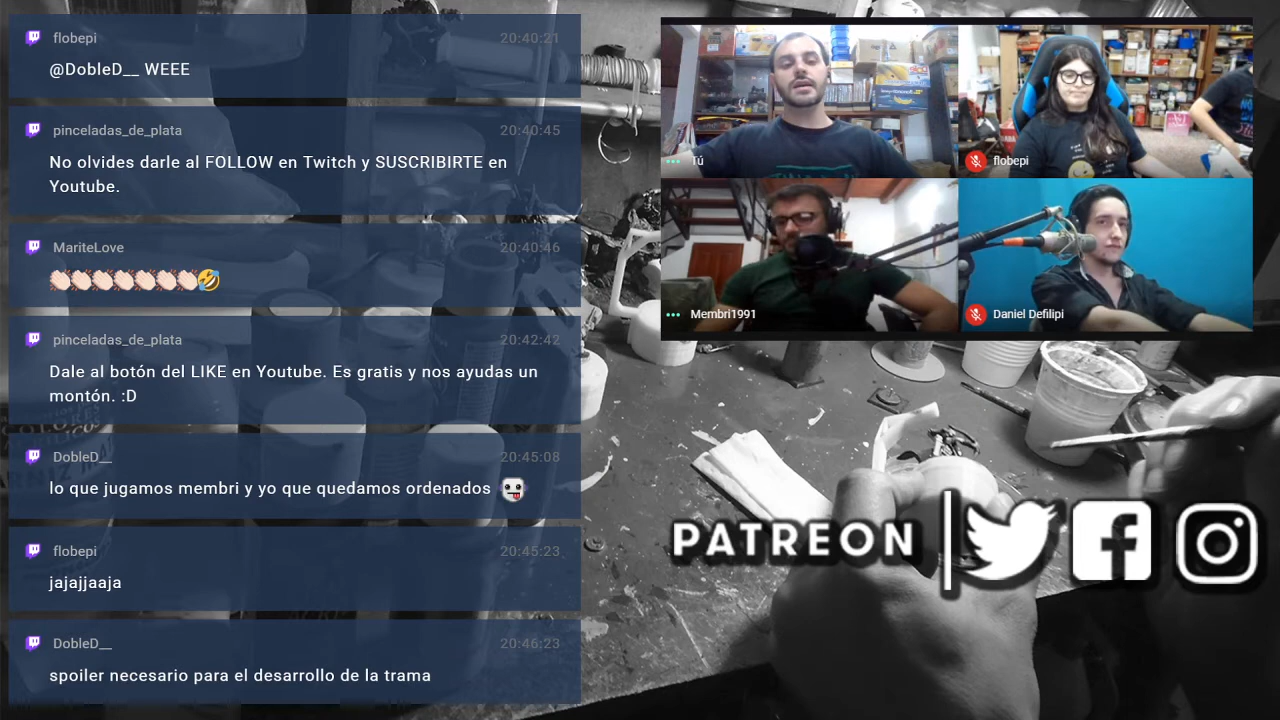 flobepi 20:40:21
@DobleD__ WEEE
pinceladas_de_plata 20:40:45
No olvides darle al FOLLOW en Twitch y SUSCRIBIRTE en
Youtube.
MariteLove 20:40:46
👏🏻👏🏻👏🏻👏🏻👏🏻👏🏻👏🏻🤣
pinceladas_de_plata 20:42:42
Dale al botón del LIKE en Youtube. Es gratis y nos ayudas un
montón. :D
DobleD__ 20:45:08
lo que jugamos membri y yo que quedamos ordenados
flobepi 20:45:23
jajajjaaja
DobleD__ 20:46:23
spoiler necesario para el desarrollo de la trama
Tú
flobepi
Membri1991
Daniel Defilipi
PATREON